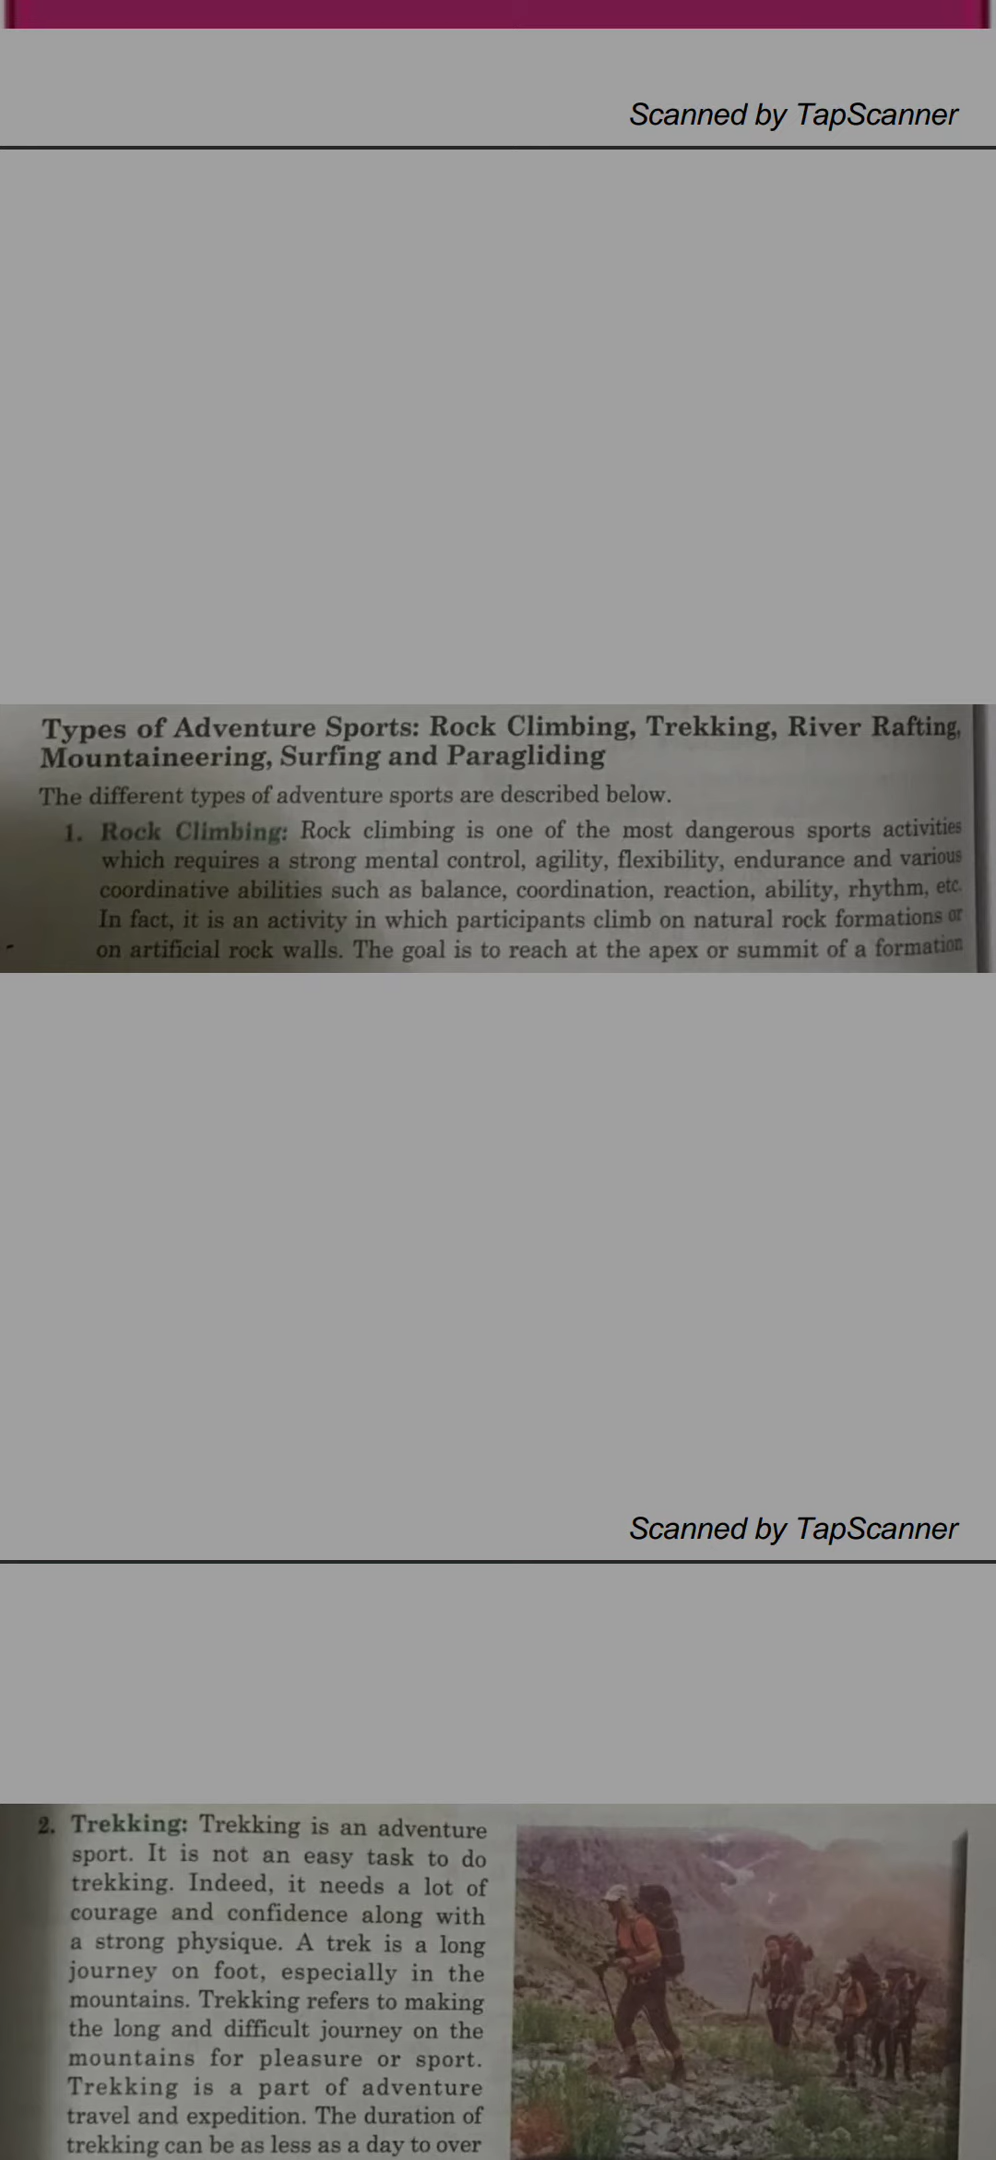 Scanned by TapScanner
Types of Adventure Sports: Rock Climbing, Trekking, River Rafting,
Mountaineering, Surfing and Paragliding
The different types of adventure sports are described below.
1. Rock Climbing: Rock climbing is one of the most dangerous sports activities
which requires a strong mental control, agility, flexibility, endurance and various
coordinative abilities such as balance, coordination, reaction, ability, rhythm, etc.
In fact, it is an activity in which participants climb on natural rock formations or
on artificial rock walls. The goal is to reach at the apex or summit of a formation
Scanned by TapScanner
2. Trekking: Trekking is an adventure
sport. It is not an easy task to do
trekking. Indeed, it needs a lot of
courage and confidence along with
a strong physique. A trek is a long
journey on foot, especially in the
mountains. Trekking refers to making
the long and difficult journey on the
mountains for pleasure or sport.
Trekking is a part of adventure
travel and expedition. The duration of
trekking can be as less as a day to over